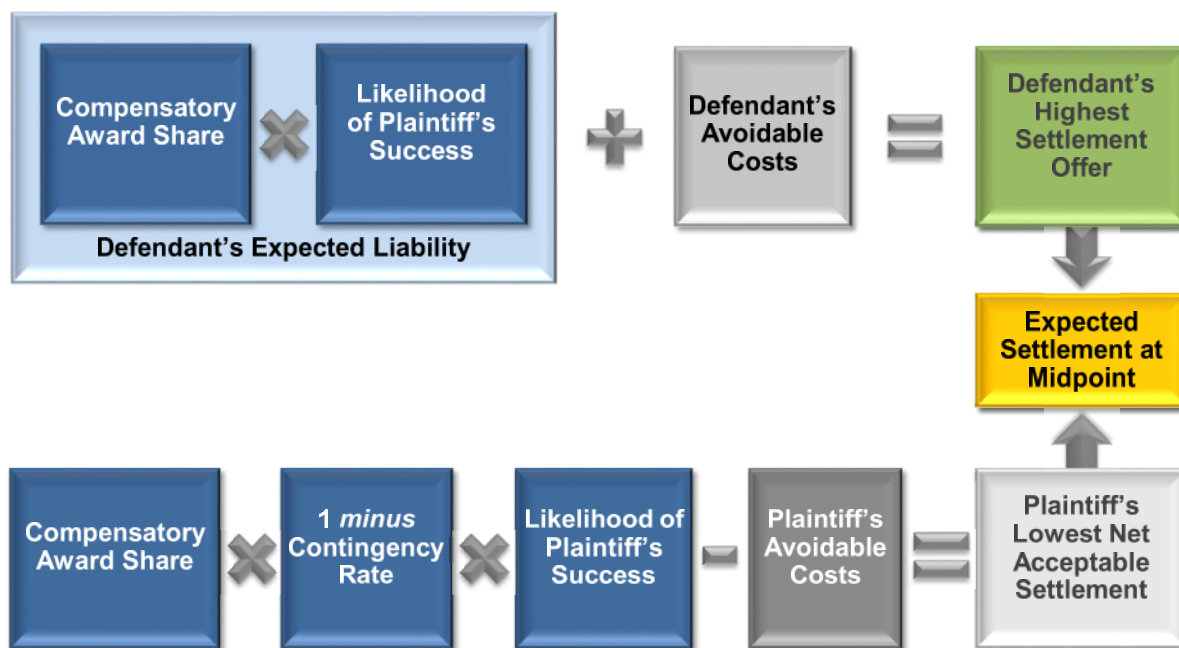 Compensatory
Award Share
Likelihood
of Plaintiff's
Success
Defendant's Expected Liability
Defendant's
Avoidable
Costs
Defendant's
Highest
Settlement
Offer
Expected
Settlement at
Midpoint
Compensatory
Award Share
1 minus
Contingency
Rate
Likelihood of
Plaintiff's
Success
Plaintiff's
Avoidable
Costs
Plaintiff's
Lowest Net
Acceptable
Settlement